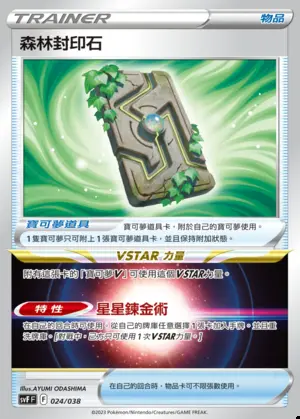 TRAINER
物品
森林封印石
寶可夢道具
寶可夢道具卡,附於自己的寶可夢使用。
1隻寶可夢只可附上1張寶可夢道具,並且保持附加狀態。
VSTAR力量
附有這張卡的「寶可夢V」可使用這個VSTAR力量。
特性 星星鍊金術
在自己的回合時可使用,從自己的牌庫任意選擇1張卡加入手牌。並且重
洗牌庫。[對戰中,己方只可使用1次VSTAR力量。]
Illus.AYUMI ODASHIMA
svF F F 024/038
在自己的回合時,物品卡可不限張數使用。
©2023 Pokémon/Nintendo/Creatures/GAME FREAK.